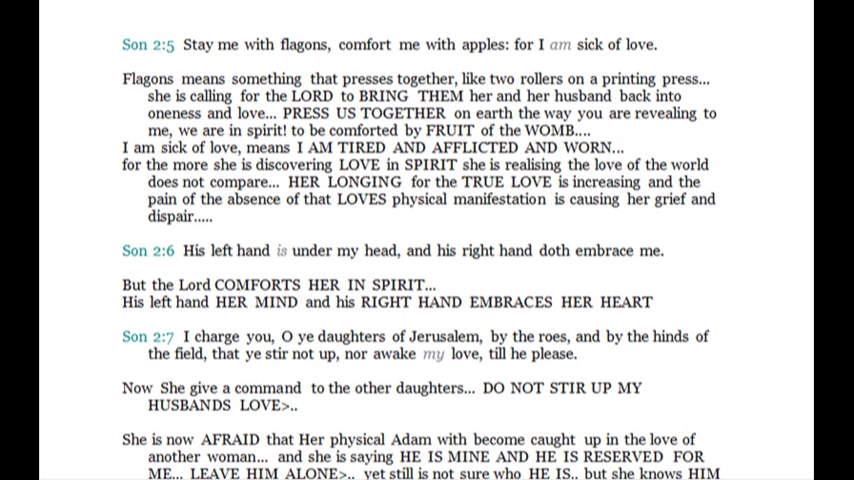 Son 2:5 Stay me with flagons, comfort me with apples: for I am sick of love.
Flagons means something that presses together, like two rollers on a printing press...
she is calling for the LORD to BRING THEM her and her husband back into
oneness and love... PRESS US TOGETHER on earth the way you are revealing to
me, we are in spirit! to be comforted by FRUIT of the WOMB....
I am sick of love, means I AM TIRED AND AFFLICTED AND WORN...
for the more she is discovering LOVE in SPIRIT she is realising the love of the world
does not compare... HER LONGING for the TRUE LOVE is increasing and the
pain of the absence of that LOVES physical manifestation is causing her grief and
dispair.....
Son 2:6 His left hand is under my head, and his right hand doth embrace me.
But the Lord COMFORTS HER IN SPIRIT...
His left hand HER MIND and his RIGHT HAND EMBRACES HER HEART
Son 2:7 I charge you, O ye daughters of Jerusalem, by the roes, and by the hinds of
the field, that ye stir not up, nor awake my love, till he please.
Now She give a command to the other daughters... DO NOT STIR UP MY
HUSBANDS LOVE>..
She is now AFRAID that Her physical Adam with become caught up in the love of
another woman... and she is saying HE IS MINE AND HE IS RESERVED FOR
ME... LEAVE HIM ALONE>.. yet still is not sure who HE IS.. but she knows HIM